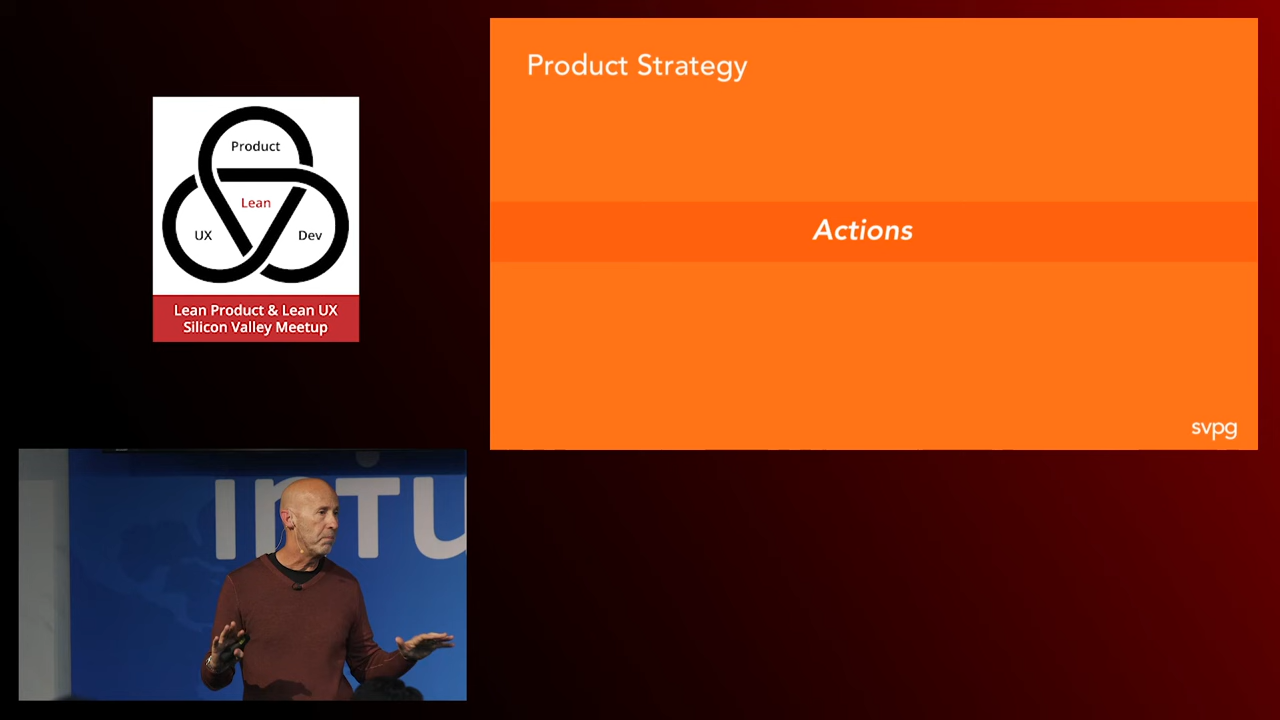 Product Strategy
Actions
svpg
Product
Lean
UX
Dev
Lean Product & Lean UX
Silicon Valley Meetup
INTU